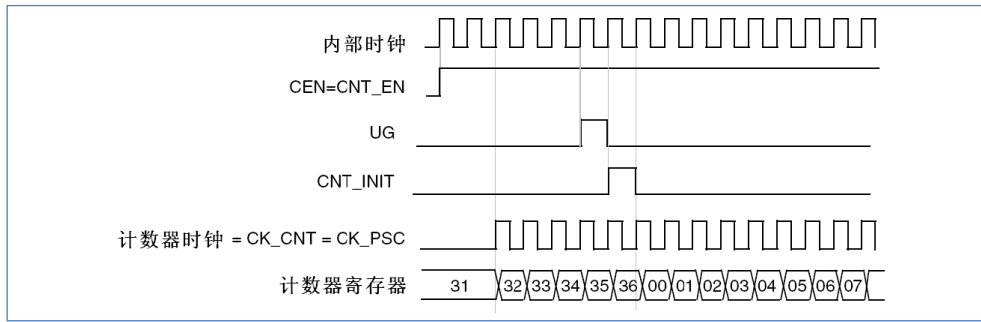 内部时钟
CEN=CNT_EN
UG
CNT_INIT
计数器时钟 = CK_CNT = CK_PSC
计数器寄存器 31 32 33 34 35 36 00 01 02 03 04 05 06 07